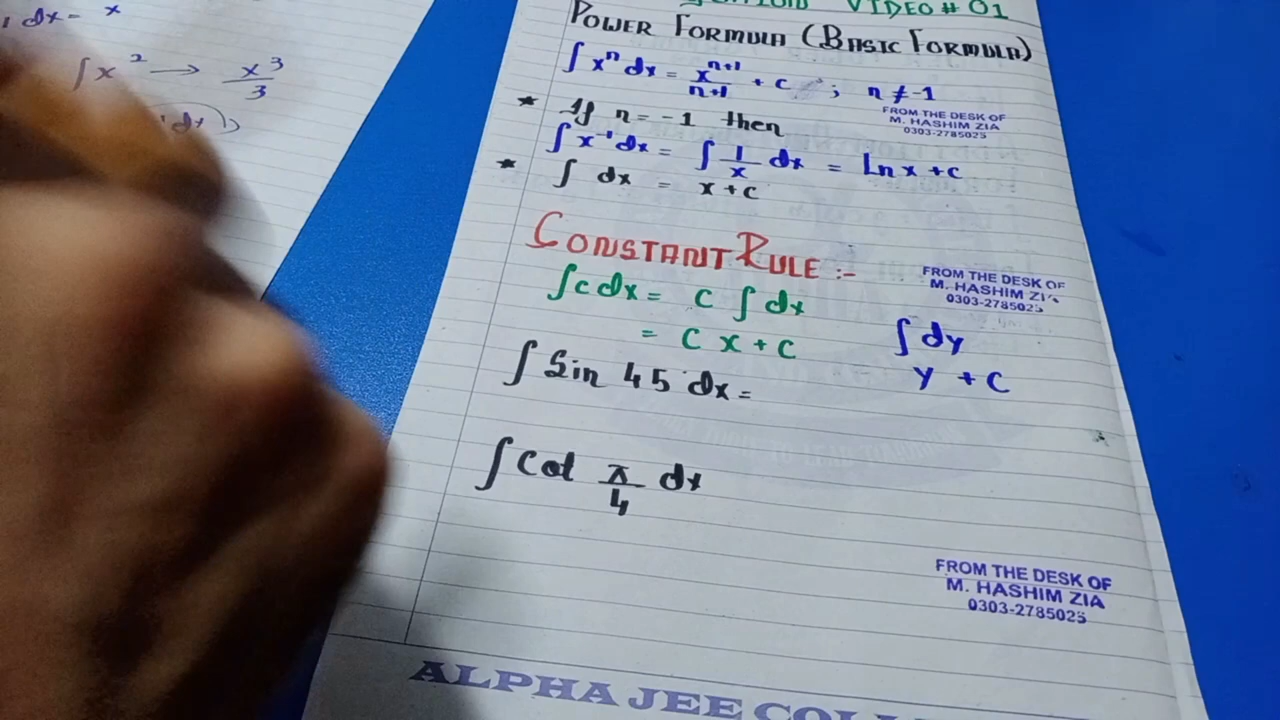 VIDEO # 01
POWER FORMULA (BASIC FORMULA)
∫ xⁿ dx = xⁿ⁺¹/n+1 + c ; n ≠ -1
FROM THE DESK OF
M. HASHIM ZIA
0303-2785025
* If n = -1 then
∫ x⁻¹ dx = ∫ 1/x dx = ln x + c
* ∫ dx = x + c
CONSTANT RULE :-
FROM THE DESK OF
M. HASHIM ZIA
0303-2785025
∫ c dx = c ∫ dx
= c x + c
∫ dy
y + c
∫ Sin 45 dx =
∫ Cot π/4 dx
FROM THE DESK OF
M. HASHIM ZIA
0303-2785025
ALPHA JEE
dx = x
∫ x² → x³/3